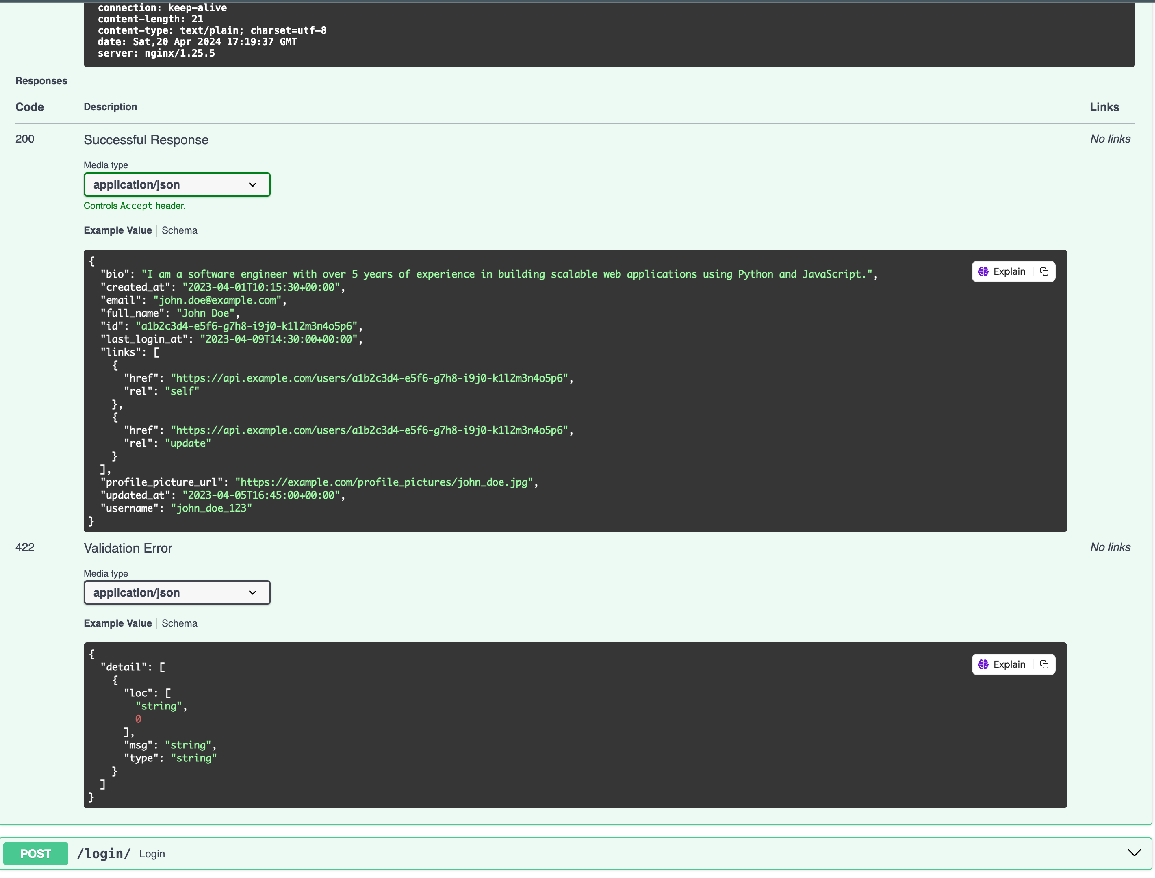 connection: keep-alive
content-length: 21
content-type: text/plain; charset=utf-8
date: Sat,20 Apr 2024 17:19:37 GMT
server: nginx/1.25.5
Responses
Code Description Links
200 Successful Response No links
Media type
application/json
Controls Accept header.
Example Value Schema
{
"bio": "I am a software engineer with over 5 years of experience in building scalable web applications using Python and JavaScript.",
Explain
"created_at": "2023-04-01T10:15:30+00:00",
"email": "john.doe@example.com",
"full_name": "John Doe",
"id": "a1b2c3d4-e5f6-g7h8-i9j0-k1l2m3n4o5p6",
"last_login_at": "2023-04-09T14:30:00+00:00",
"links": [
{
"href": "https://api.example.com/users/a1b2c3d4-e5f6-g7h8-i9j0-k1l2m3n4o5p6",
"rel": "self"
},
{
"href": "https://api.example.com/users/a1b2c3d4-e5f6-g7h8-i9j0-k1l2m3n4o5p6",
"rel": "update"
}
],
"profile_picture_url": "https://example.com/profile_pictures/john_doe.jpg",
"updated_at": "2023-04-05T16:45:00+00:00",
"username": "john_doe_123"
}
422 Validation Error No links
Media type
application/json
Example Value Schema
{
Explain
"detail": [
{
"loc": [
"string",
0
],
"msg": "string",
"type": "string"
}
]
}
POST /login/ Login